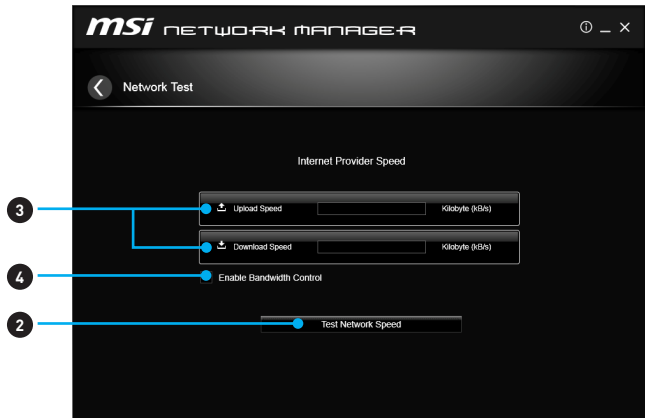 msi NETWORK MANAGER
Network Test
Internet Provider Speed
3
Upload Speed Kilobyte (kB/s)
Download Speed Kilobyte (kB/s)
4
Enable Bandwidth Control
2
Test Network Speed